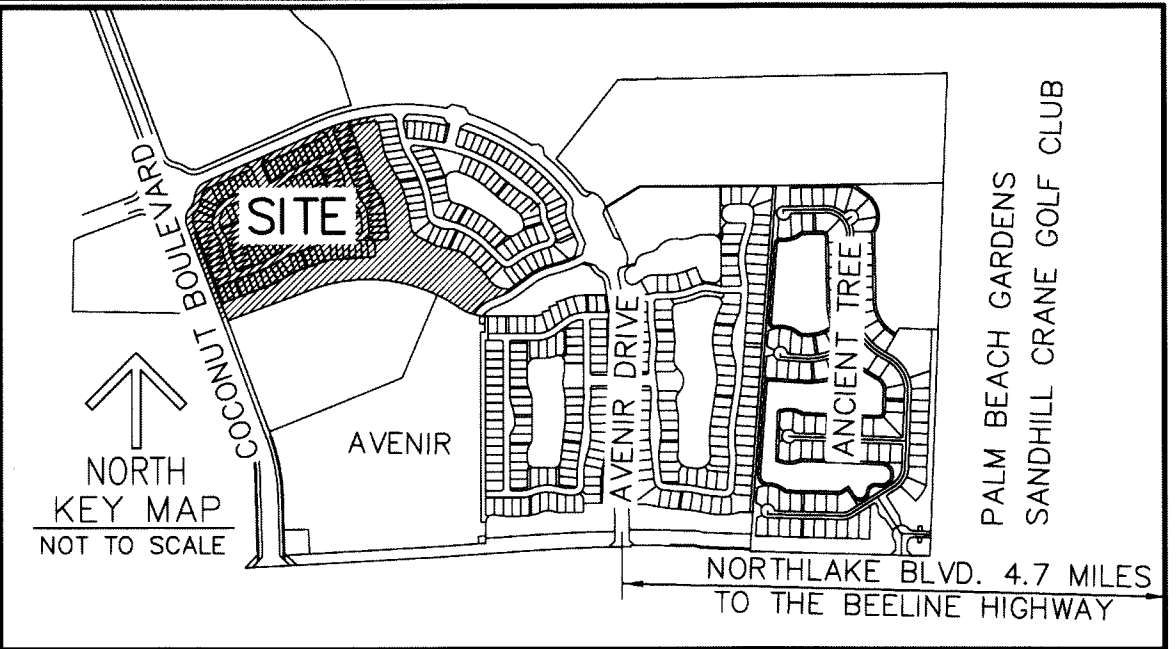 COCONUT BOULEVARD
SITE
AVENIR DRIVE
ANCIENT TREE
PALM BEACH GARDENS
SANDHILL CRANE GOLF CLUB
AVENIR
NORTH
KEY MAP
NOT TO SCALE
NORTHLAKE BLVD. 4.7 MILES
TO THE BEELINE HIGHWAY